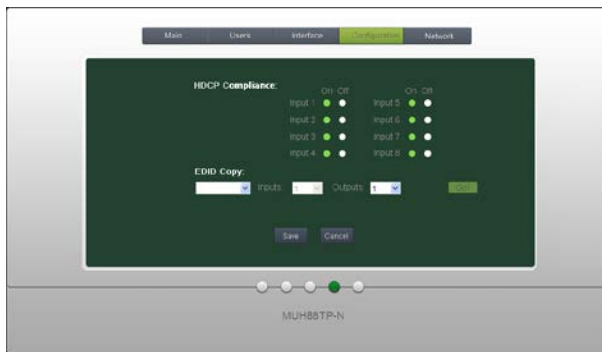 Main Users Interface Configuration Network
HDCP Compliance:
On Off On Off
Input 1 Input 5
Input 2 Input 6
Input 3 Input 7
Input 4 Input 8
EDID Copy:
Inputs: 1 Outputs: 1 Go!
Save Cancel
MUH88TP-N